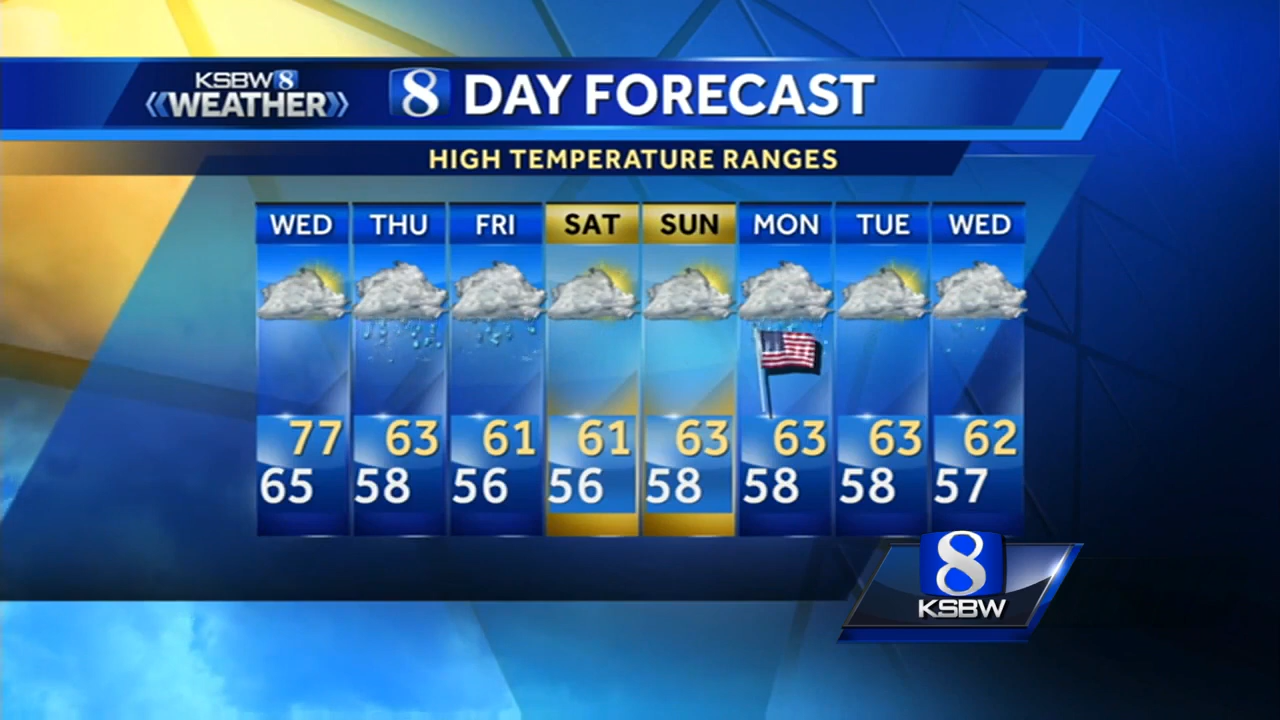 KSBW 8
WEATHER
8 DAY FORECAST
HIGH TEMPERATURE RANGES
WED THU FRI SAT SUN MON TUE WED
77 63 61 61 63 63 63 62
65 58 56 56 58 58 58 57
8
KSBW